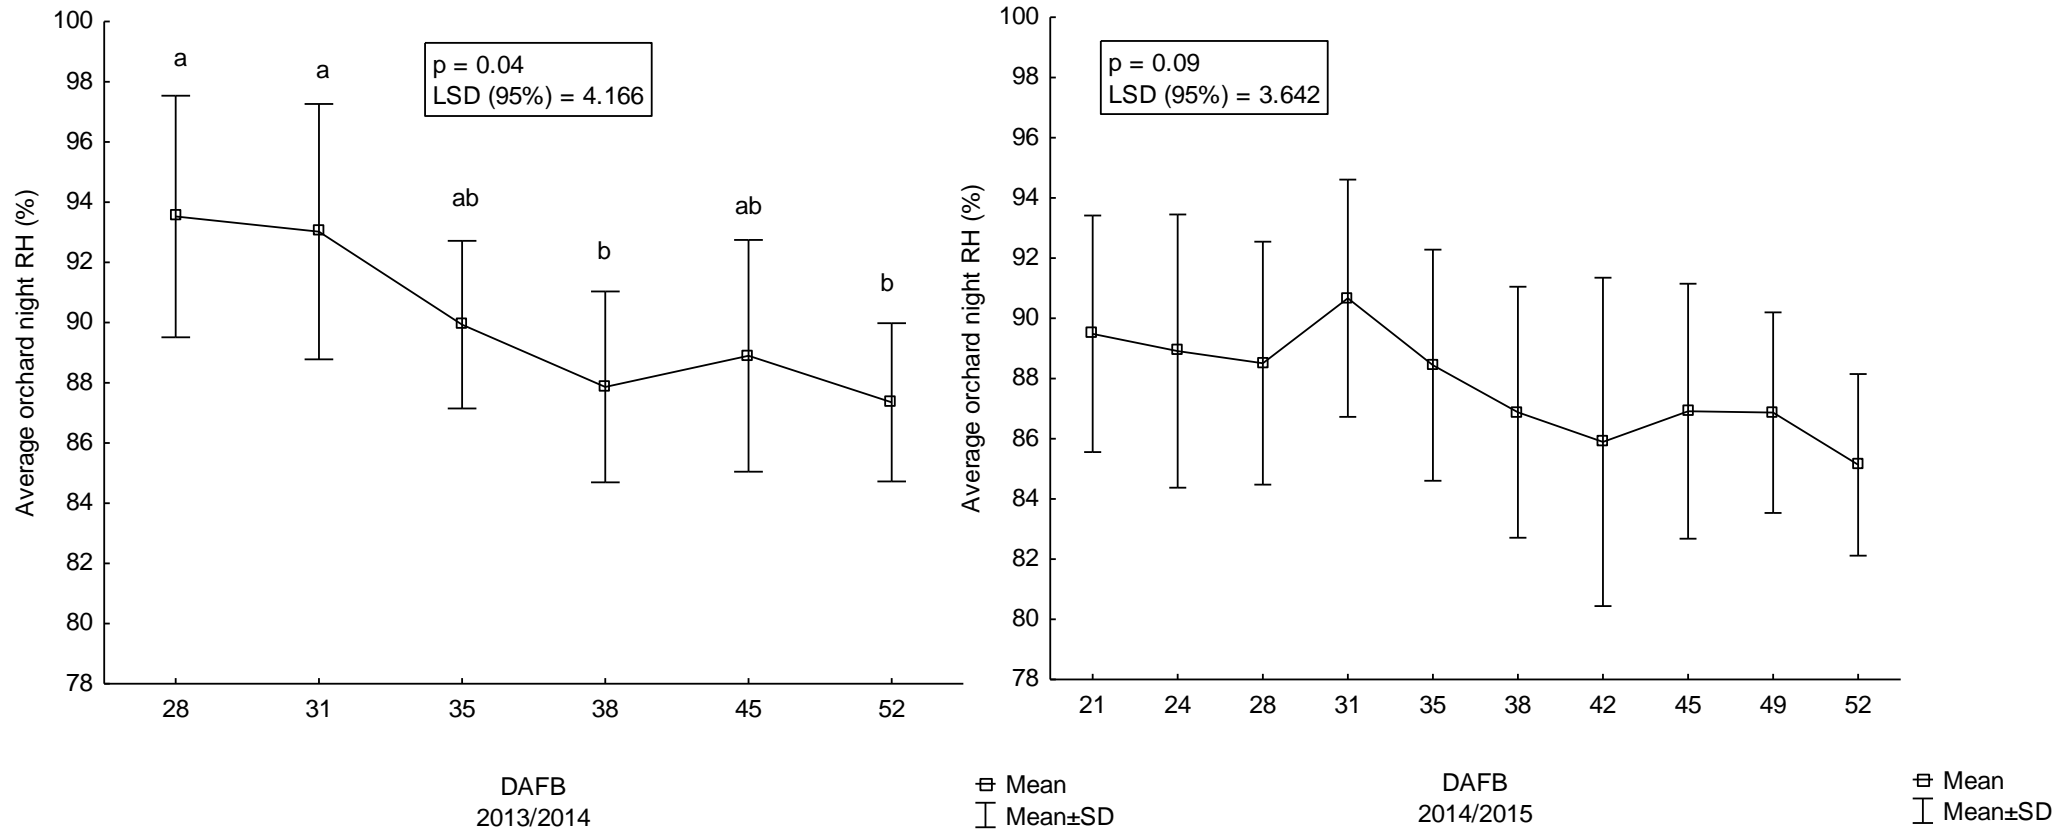 100
98
96
94
92
90
88
86
84
82
80
78
Average orchard night RH (%)
a
a
ab
b
ab
b
p = 0.04
LSD (95%) = 4.166
28 31 35 38 45 52
DAFB
2013/2014
Mean
Mean±SD
100
98
96
94
92
90
88
86
84
82
80
78
Average orchard night RH (%)
p = 0.09
LSD (95%) = 3.642
21 24 28 31 35 38 42 45 49 52
DAFB
2014/2015
Mean
Mean±SD